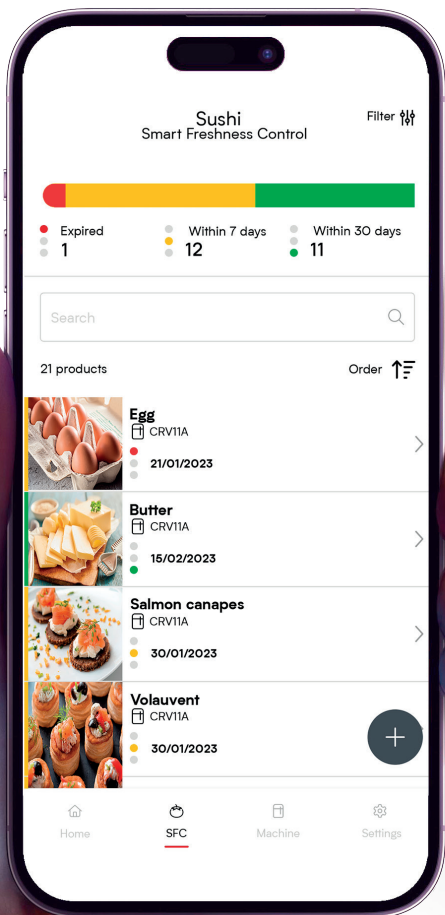 Sushi
Smart Freshness Control
Filter
Expired
1
Within 7 days
12
Within 30 days
11
Search
21 products
Order
Egg
CRV11A
21/01/2023
Butter
CRV11A
15/02/2023
Salmon canapes
CRV11A
30/01/2023
Volauvent
CRV11A
30/01/2023
Home
SFC
Machine
Settings